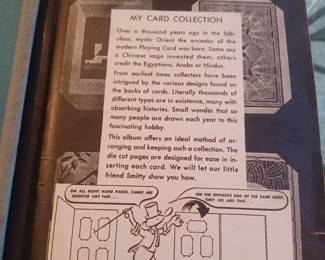 MY CARD COLLECTION
Over a thousand years ago in the fab-
ulous, mystic Orient the ancestor of the
modern Playing Card was born. Some say
a Chinese sage invented them; others
credit the Egyptians, Arabs or Hindus.
From earliest times collectors have been
intrigued by the various designs found on
the backs of cards. Literally thousands of
different types are in existence, many with
absorbing histories. Small wonder that so
many people are drawn each year to this
fascinating hobby.
This album offers an ideal method of ar-
ranging and keeping such a collection. The
die cut pages are designed for ease in in-
serting each card. We will let our little
friend Smitty show you how.
ON ALL RIGHT HAND PAGES, CARDS ARE
INSERTED LIKE THIS...
ON THE OPPOSITE SIDE OF THE SAME SHEET,
THEY GO LIKE THIS...